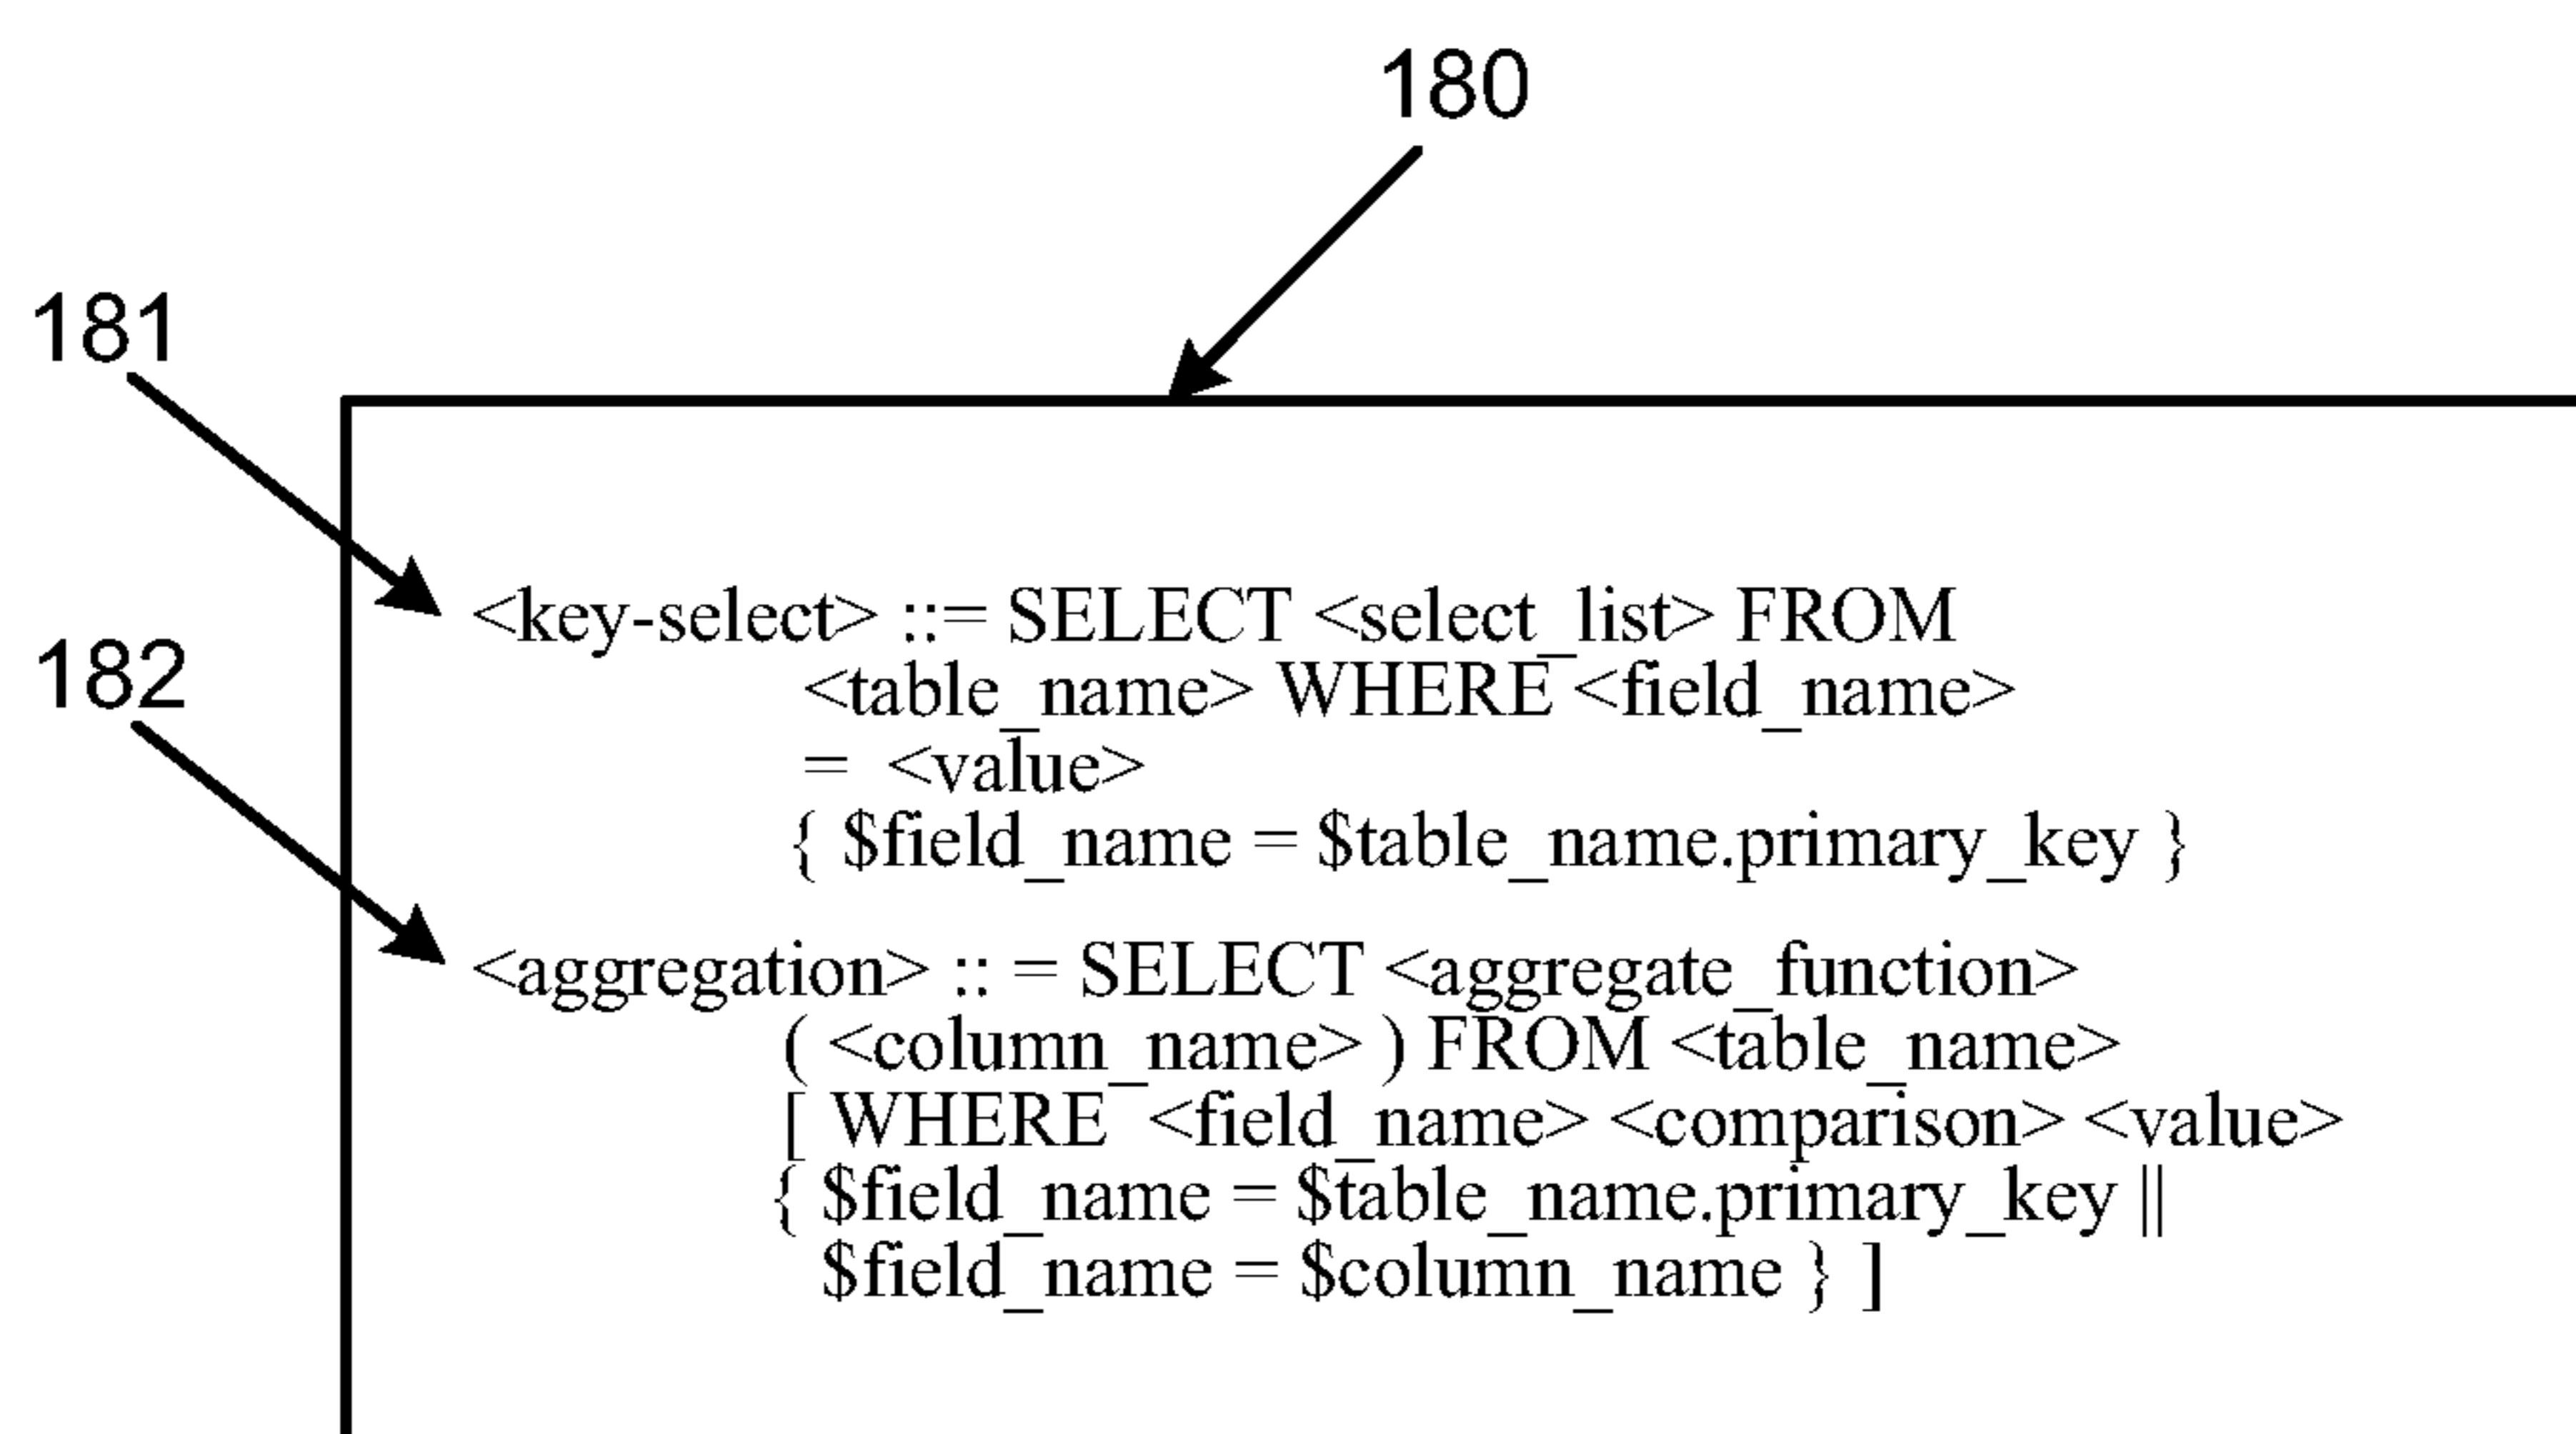 180
181
<key-select> ::= SELECT <select_list> FROM
<table_name> WHERE <field_name>
= <value>
{ $field_name = $table_name.primary_key }
182
<aggregation> :: = SELECT <aggregate_function>
( <column_name> ) FROM <table_name>
[ WHERE <field_name> <comparison> <value>
{ $field_name = $table_name.primary_key ||
$field_name = $column_name } ]